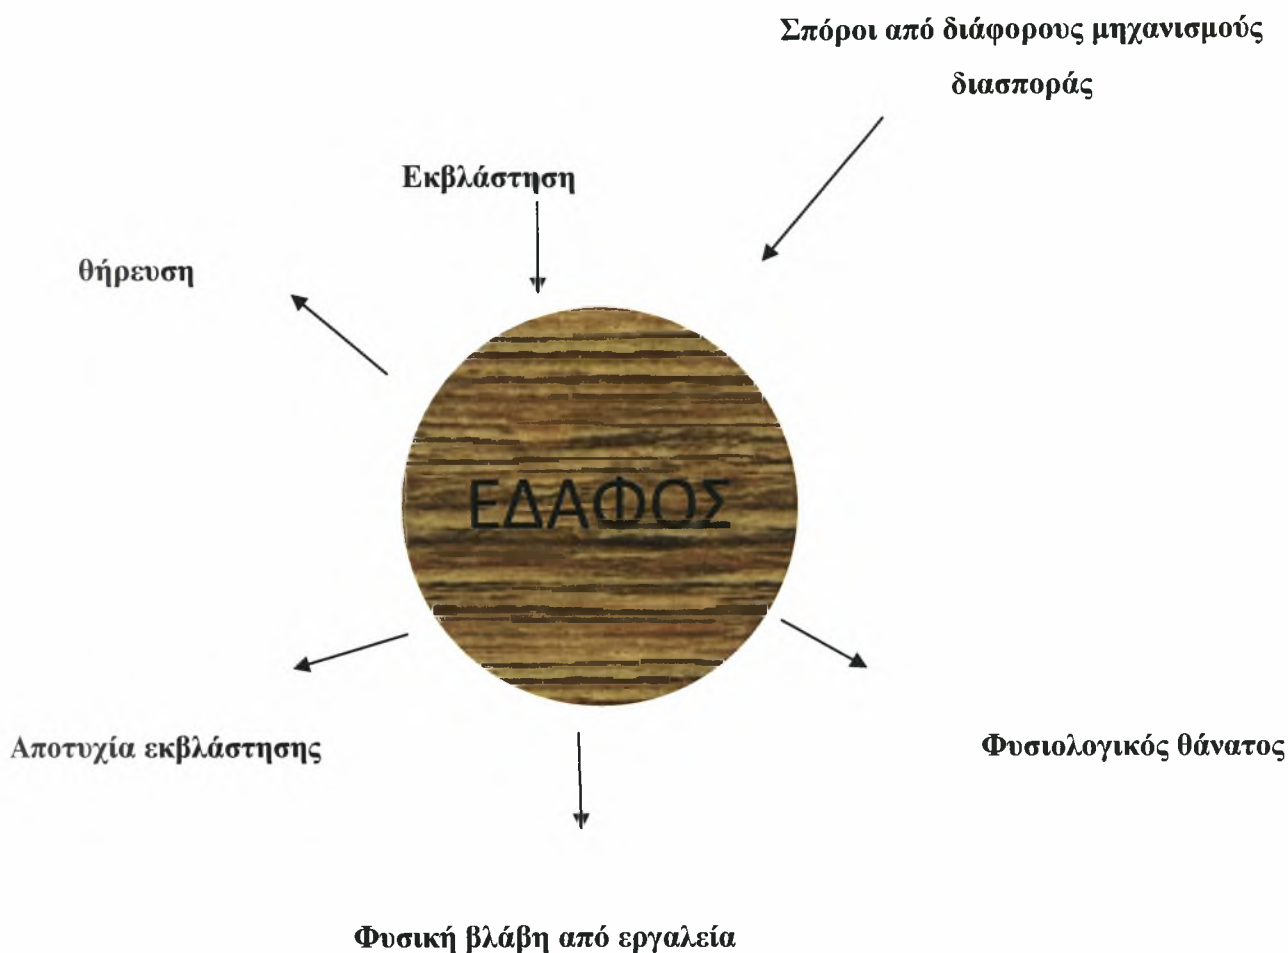 Σπόροι από διάφορους μηχανισμούς
διασποράς
Εκβλάστηση
θήρευση
ΕΔΑΦΟΣ
Αποτυχία εκβλάστησης
Φυσιολογικός θάνατος
Φυσική βλάβη από εργαλεία